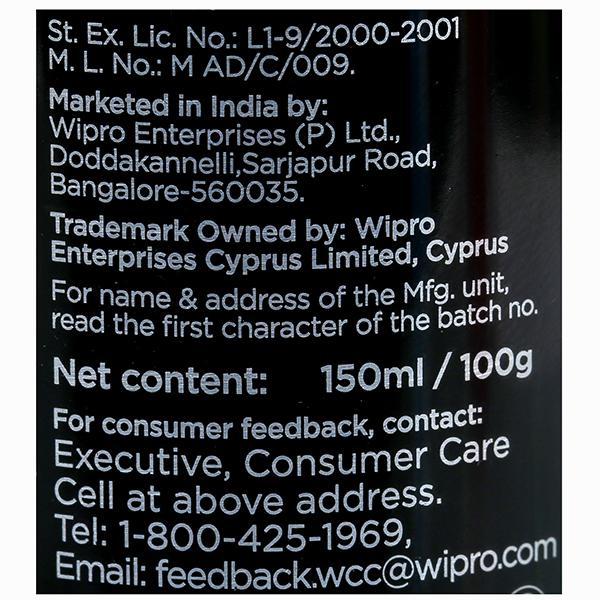 St. Ex. Lic. No.: L1-9/2000-2001
M. L. No.: M AD/C/009.
Marketed in India by:
Wipro Enterprises (P) Ltd.,
Doddakannelli,Sarjapur Road,
Bangalore-560035.
Trademark Owned by: Wipro
Enterprises Cyprus Limited, Cyprus
For name & address of the Mfg. unit,
read the first character of the batch no.
Net content: 150ml / 100g
For consumer feedback, contact:
Executive, Consumer Care
Cell at above address.
Tel: 1-800-425-1969,
Email: feedback.wcc@wipro.com